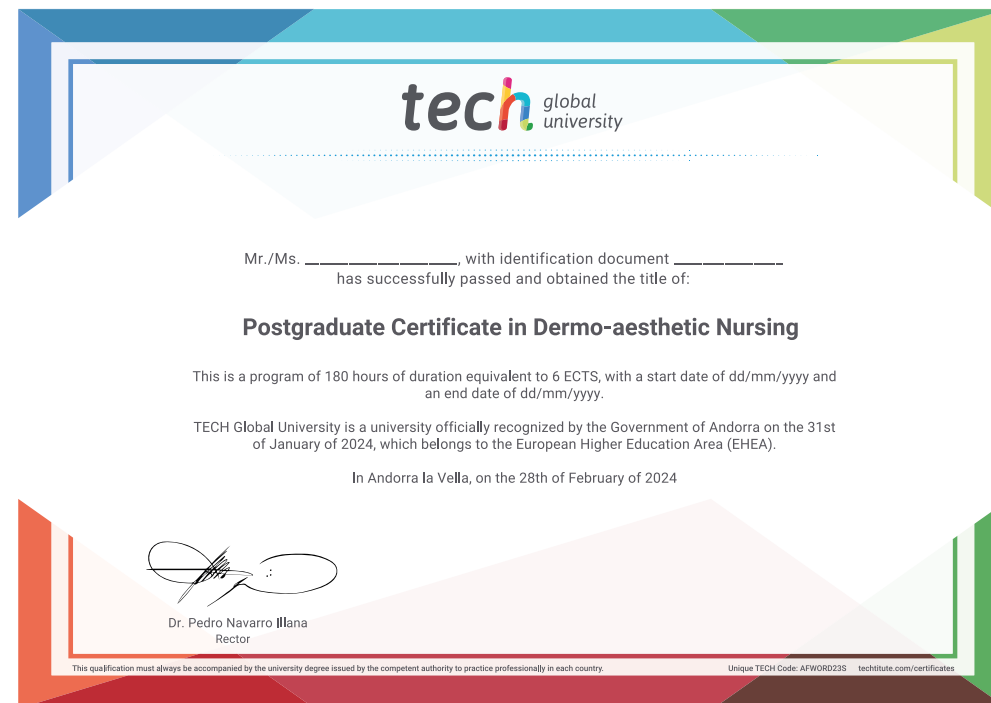 tech global
university
Mr./Ms. ______________, with identification document __________
has successfully passed and obtained the title of:
Postgraduate Certificate in Dermo-aesthetic Nursing
This is a program of 180 hours of duration equivalent to 6 ECTS, with a start date of dd/mm/yyyy and
an end date of dd/mm/yyyy.
TECH Global University is a university officially recognized by the Government of Andorra on the 31st
of January of 2024, which belongs to the European Higher Education Area (EHEA).
In Andorra la Vella, on the 28th of February of 2024
Dr. Pedro Navarro Illana
Rector
This qualification must always be accompanied by the university degree issued by the competent authority to practice professionally in each country.
Unique TECH Code: AFWORD23S techtitute.com/certificates